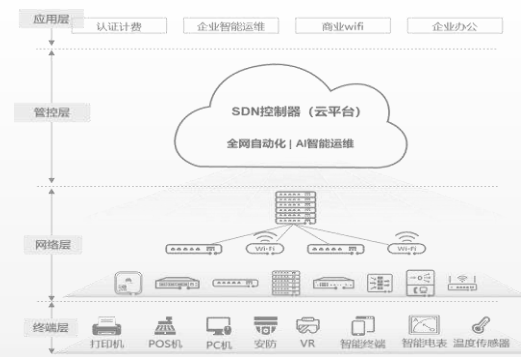 应用层
认证计费 企业智能运维 商业wifi 企业办公
管控层
SDN控制器（云平台）
全网自动化 | AI智能运维
网络层
Wi-Fi Wi-Fi
终端层
打印机 POS机 PC机 安防 VR 智能终端 智能电表 温度传感器